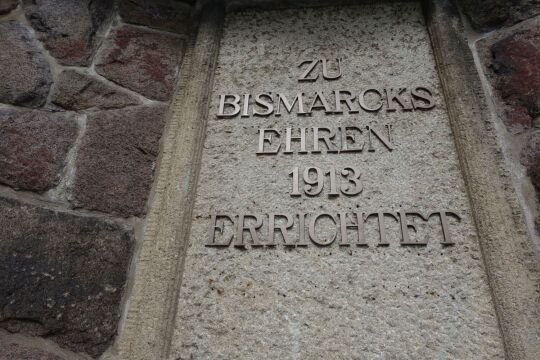 ZU
BISMARCKS
EHREN
1913
ERRICHTET